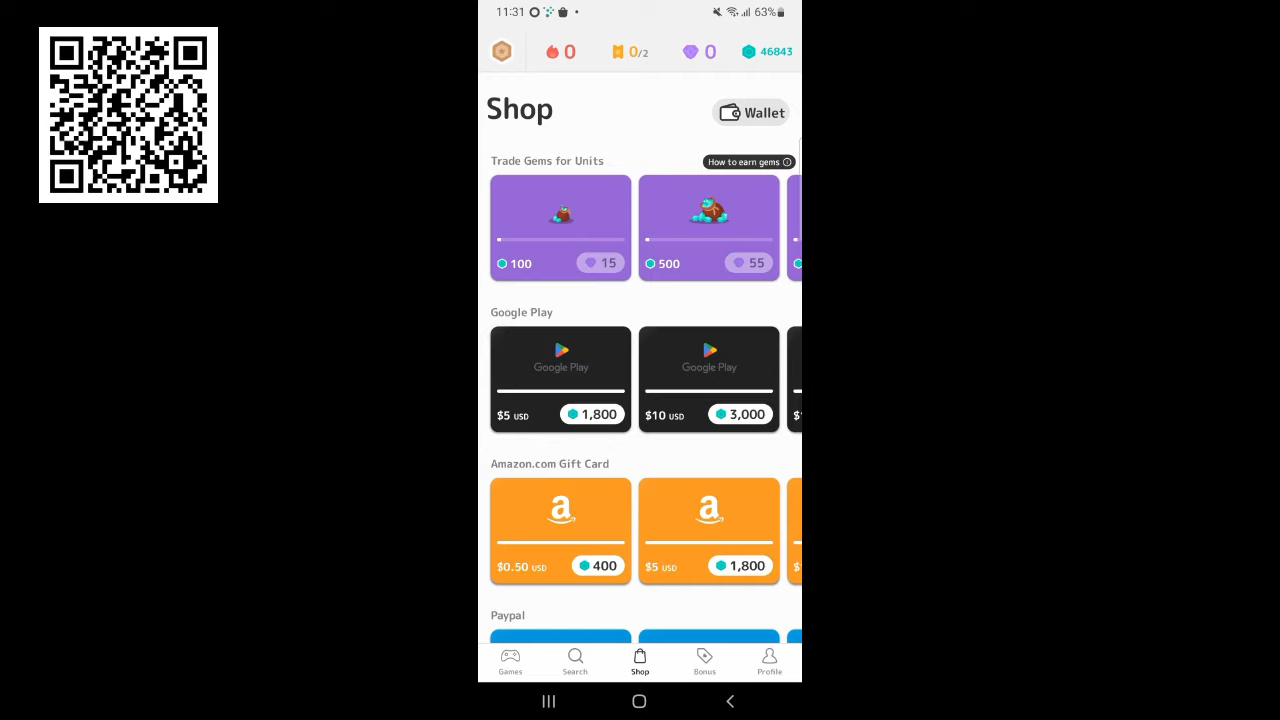 11:31
63%
0
0/2
0
46843
Shop
Wallet
Trade Gems for Units
How to earn gems
100
15
500
55
Google Play
Google Play
Google Play
$5 USD
1,800
$10 USD
3,000
$
Amazon.com Gift Card
a
a
$0.50 USD
400
$5 USD
1,800
$
Paypal
Games
Search
Shop
Bonus
Profile